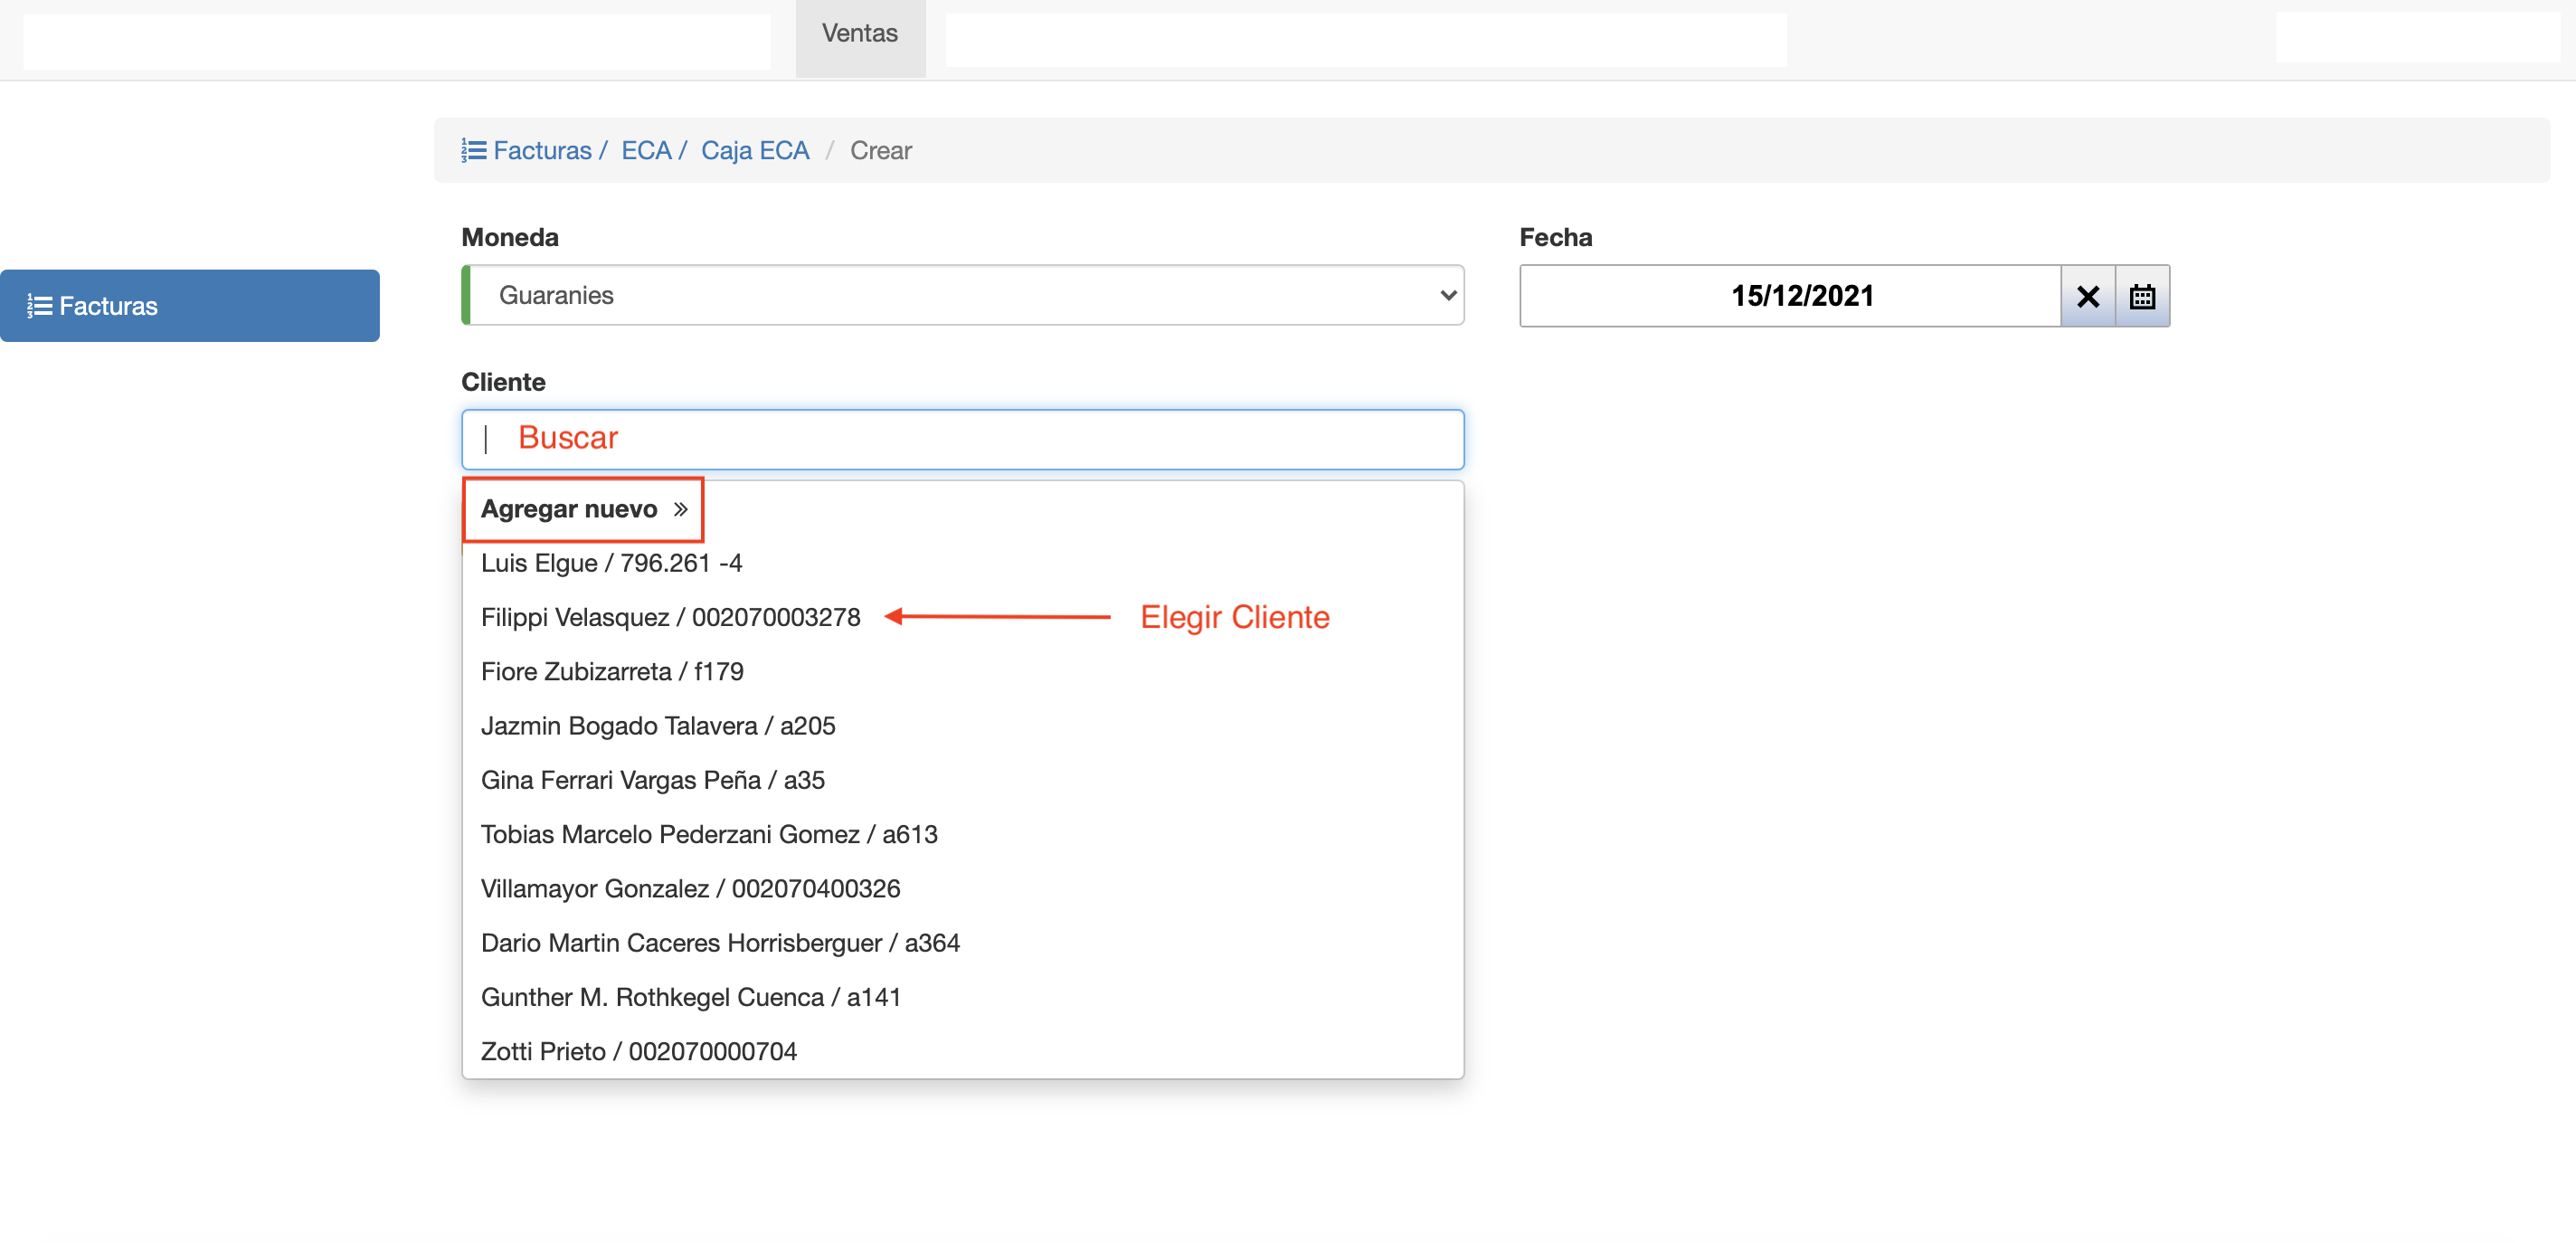 Ventas
Facturas / ECA / Caja ECA / Crear
Facturas
Moneda
Guaranies
Fecha
15/12/2021
Cliente
Buscar
Agregar nuevo »
Luis Elgue / 796.261 -4
Filippi Velasquez / 002070003278
Elegir Cliente
Fiore Zubizarreta / f179
Jazmin Bogado Talavera / a205
Gina Ferrari Vargas Peña / a35
Tobias Marcelo Pederzani Gomez / a613
Villamayor Gonzalez / 002070400326
Dario Martin Caceres Horrisberguer / a364
Gunther M. Rothkegel Cuenca / a141
Zotti Prieto / 002070000704